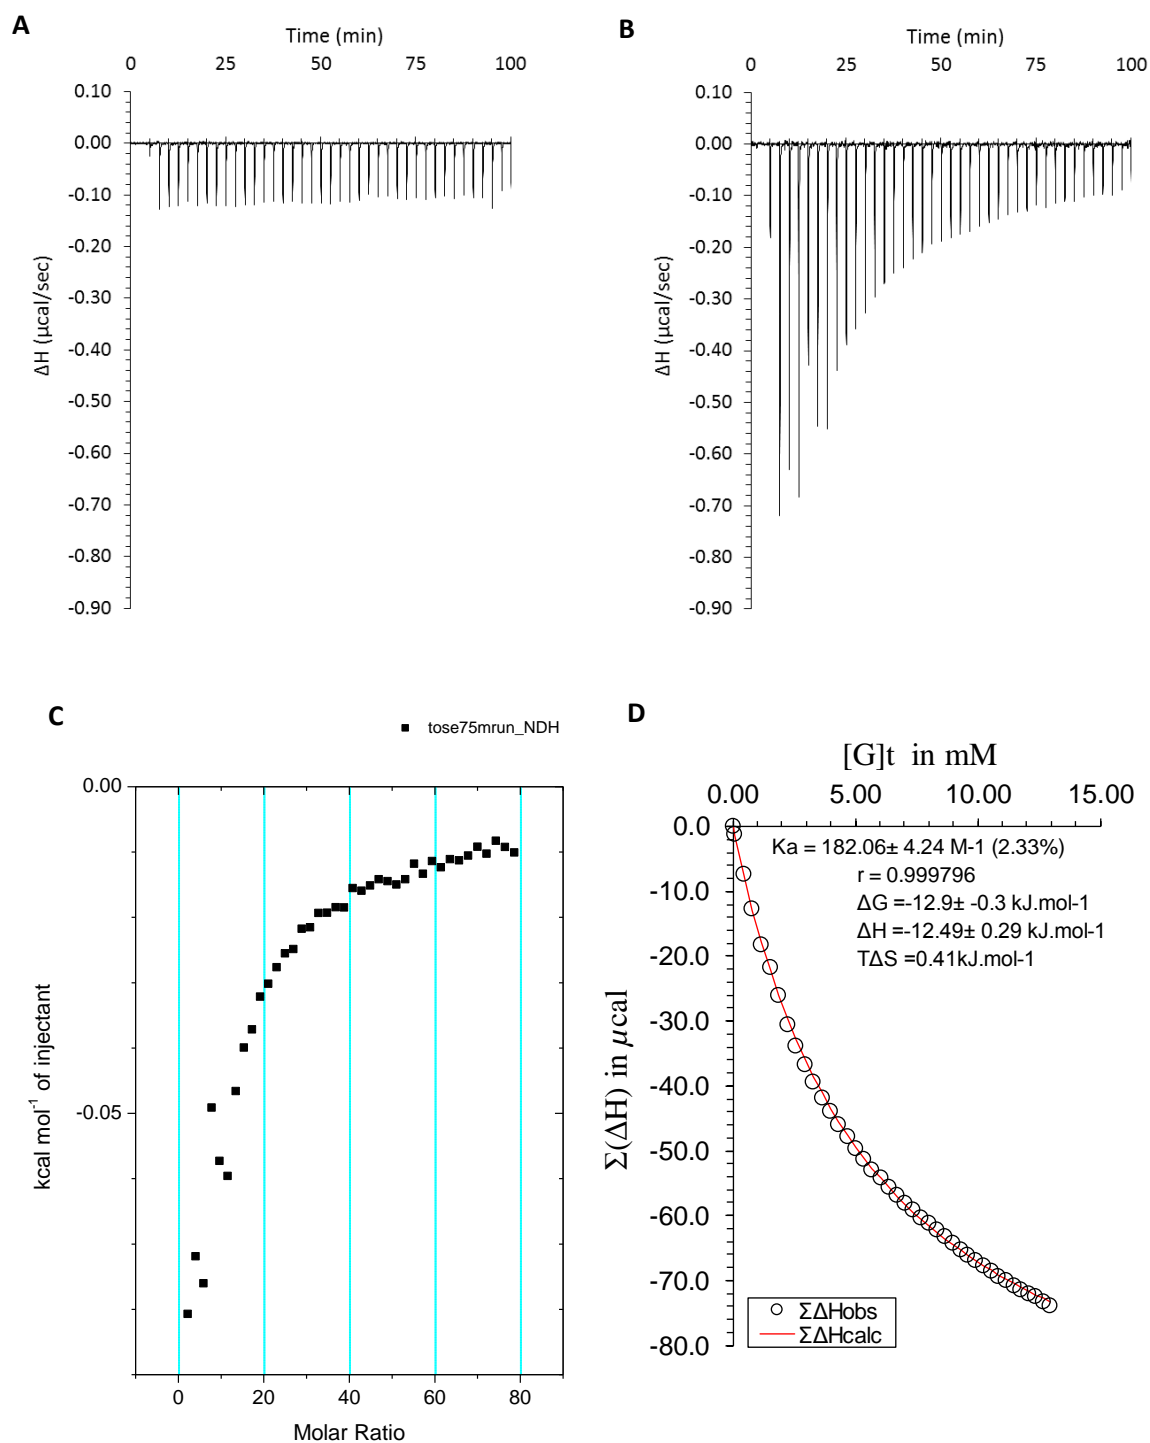 A
Time (min)
0 25 50 75 100
0.10
0.00
-0.10
-0.20
-0.30
-0.40
-0.50
-0.60
-0.70
-0.80
-0.90
ΔH (µcal/sec)
B
Time (min)
0 25 50 75 100
0.10
0.00
-0.10
-0.20
-0.30
-0.40
-0.50
-0.60
-0.70
-0.80
-0.90
ΔH (µcal/sec)
C
tose75mrun_NDH
0.00
-0.05
kcal mol⁻¹ of injectant
0 20 40 60 80
Molar Ratio
D
[G]t in mM
0.00 5.00 10.00 15.00
0.0
-10.0
-20.0
-30.0
-40.0
-50.0
-60.0
-70.0
-80.0
Σ(ΔH) in µcal
Ka = 182.06± 4.24 M-1 (2.33%)
r = 0.999796
ΔG =-12.9± -0.3 kJ.mol-1
ΔH =-12.49± 0.29 kJ.mol-1
TΔS =0.41kJ.mol-1
ΣΔHobs
ΣΔHcalc